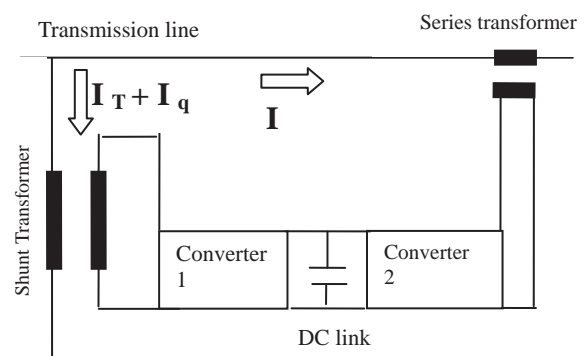 Series transformer
Transmission line
I T + I q
I
Shunt Transformer
Converter
1
Converter
2
DC link